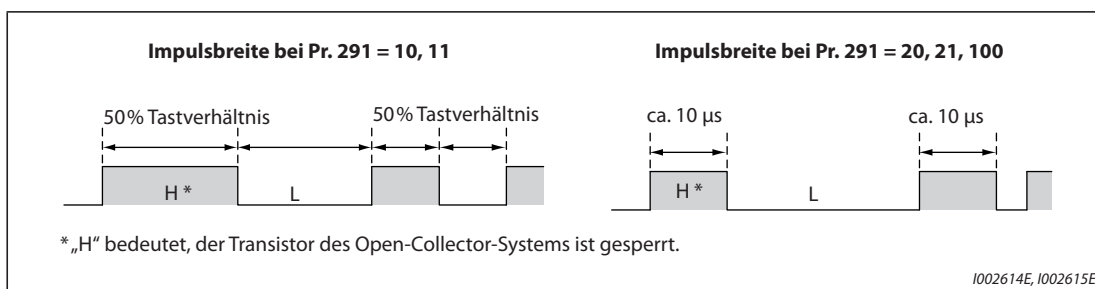 Impulsbreite bei Pr. 291 = 10, 11
50% Tastverhältnis
50% Tastverhältnis
H *
L
Impulsbreite bei Pr. 291 = 20, 21, 100
ca. 10 μs
ca. 10 μs
H *
L
*„H“ bedeutet, der Transistor des Open-Collector-Systems ist gesperrt.
I002614E, I002615E